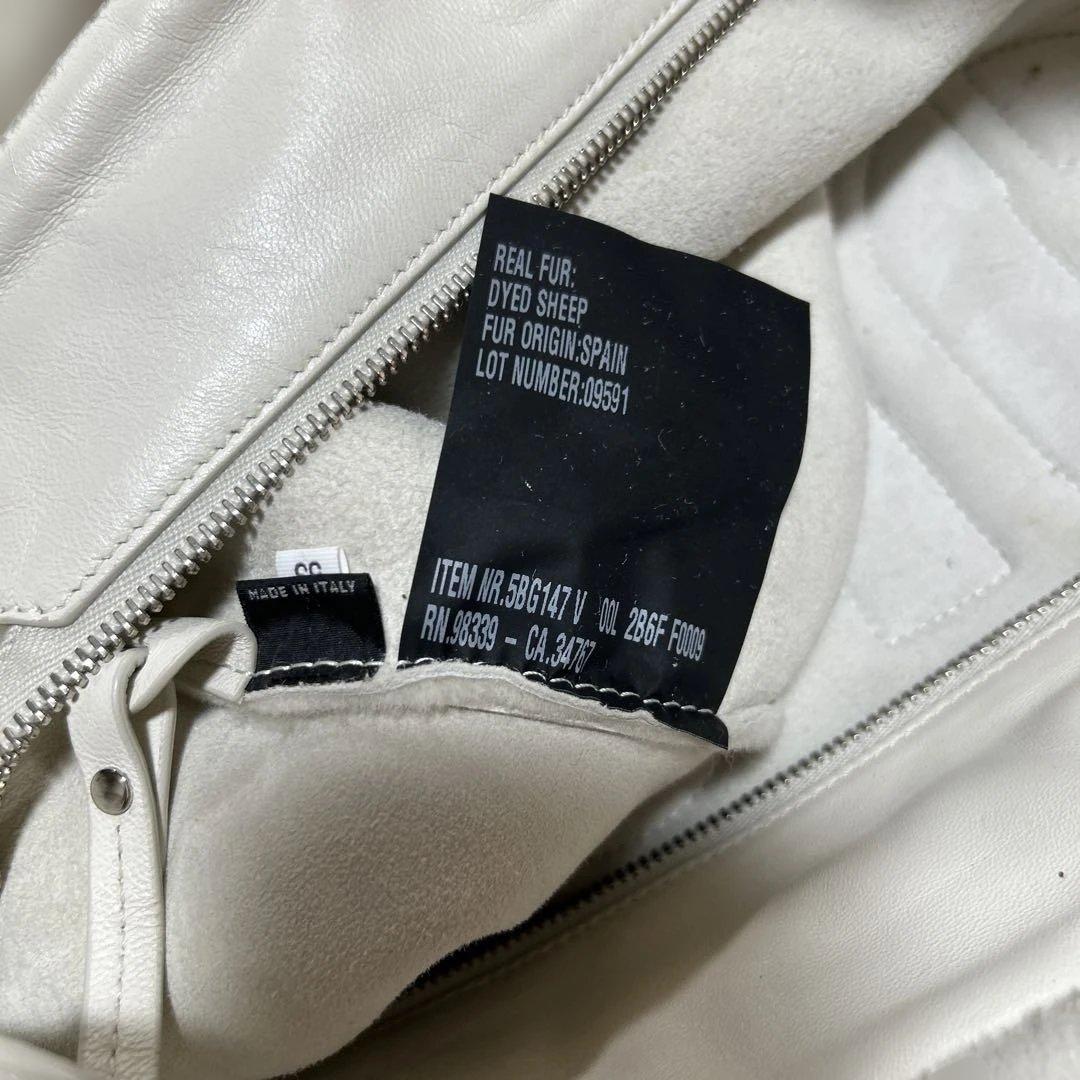 REAL FUR:
DYED SHEEP
FUR ORIGIN:SPAIN
LOT NUMBER:09591
ITEM NR.5BG147 V 00L 2B6F F0009
RN.98339 - CA.34767
MADE IN ITALY